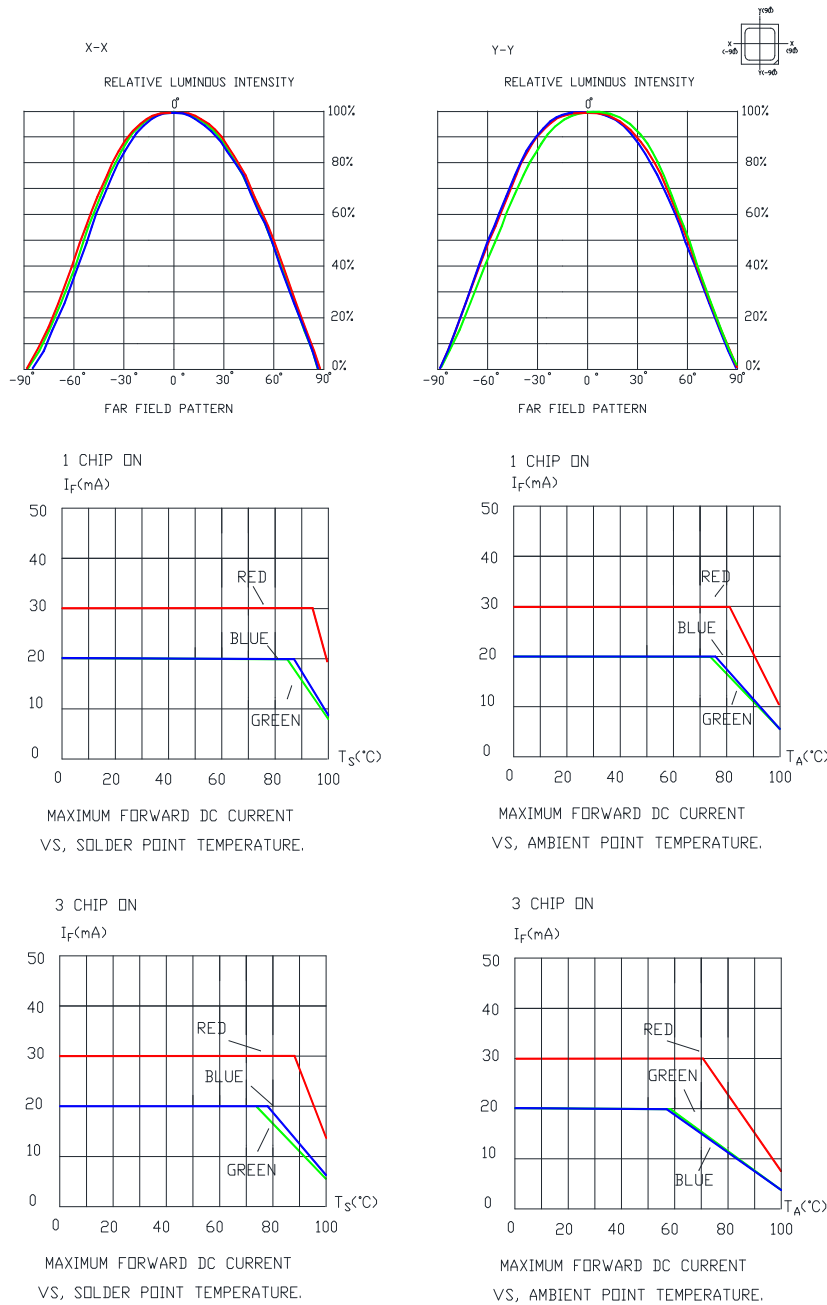 X-X
Y-Y
Y(90°)
X
(-90°)
X
(90°)
Y(-90°)
RELATIVE LUMINOUS INTENSITY
0°
100%
80%
60%
40%
20%
0%
-90°
-60°
-30°
0°
30°
60°
90°
FAR FIELD PATTERN
RELATIVE LUMINOUS INTENSITY
0°
100%
80%
60%
40%
20%
0%
-90°
-60°
-30°
0°
30°
60°
90°
FAR FIELD PATTERN
1 CHIP ON
IF(mA)
50
40
30
20
10
0
RED
BLUE
GREEN
TS(°C)
0
20
40
60
80
100
MAXIMUM FORWARD DC CURRENT
VS, SOLDER POINT TEMPERATURE.
1 CHIP ON
IF(mA)
50
40
30
20
10
0
RED
BLUE
GREEN
TA(°C)
0
20
40
60
80
100
MAXIMUM FORWARD DC CURRENT
VS, AMBIENT POINT TEMPERATURE.
3 CHIP ON
IF(mA)
50
40
30
20
10
0
RED
BLUE
GREEN
TS(°C)
0
20
40
60
80
100
MAXIMUM FORWARD DC CURRENT
VS, SOLDER POINT TEMPERATURE.
3 CHIP ON
IF(mA)
50
40
30
20
10
0
RED
GREEN
BLUE
TA(°C)
0
20
40
60
80
100
MAXIMUM FORWARD DC CURRENT
VS, AMBIENT POINT TEMPERATURE.